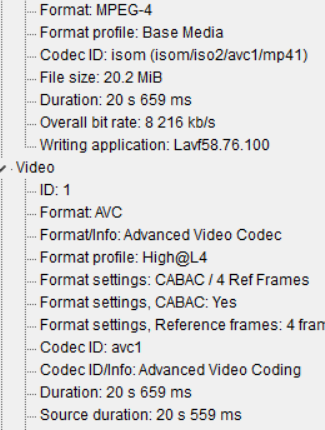 Format: MPEG-4
Format profile: Base Media
Codec ID: isom (isom/iso2/avc1/mp41)
File size: 20.2 MiB
Duration: 20 s 659 ms
Overall bit rate: 8 216 kb/s
Writing application: Lavf58.76.100
Video
ID: 1
Format: AVC
Format/Info: Advanced Video Codec
Format profile: High@L4
Format settings: CABAC / 4 Ref Frames
Format settings, CABAC: Yes
Format settings, Reference frames: 4 fram
Codec ID: avc1
Codec ID/Info: Advanced Video Coding
Duration: 20 s 659 ms
Source duration: 20 s 559 ms